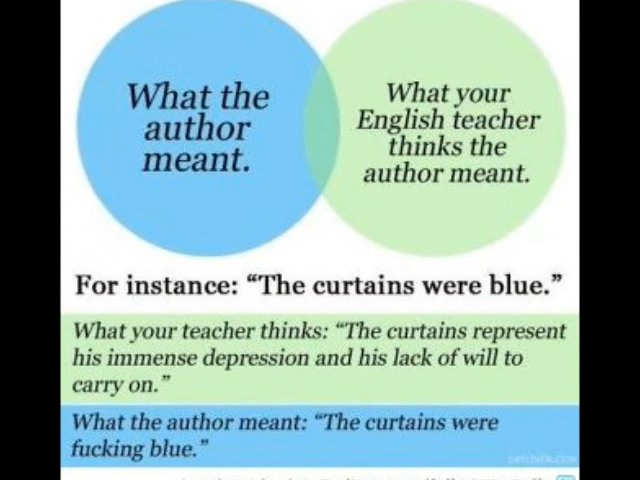 What the
author
meant.
What your
English teacher
thinks the
author meant.
For instance: “The curtains were blue.”
What your teacher thinks: “The curtains represent
his immense depression and his lack of will to
carry on.”
What the author meant: “The curtains were
fucking blue.”